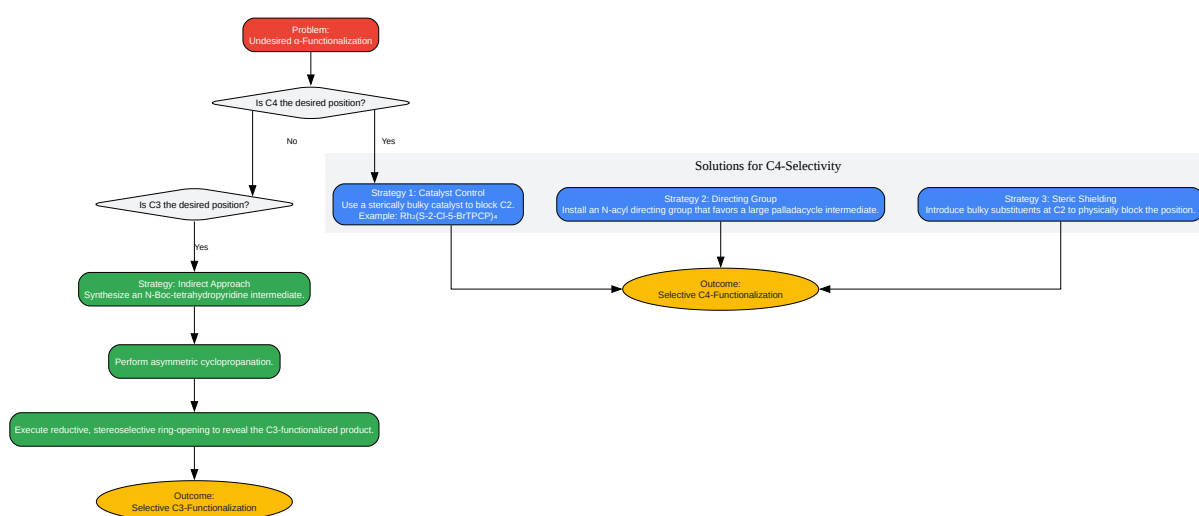 Problem:
Undesired α-Functionalization
Is C4 the desired position?
No
Yes
Solutions for C4-Selectivity
Strategy 1: Catalyst Control
Use a sterically bulky catalyst to block C2.
Example: Rh₂(S-2-Cl-5-BrTPCP)₄
Strategy 2: Directing Group
Install an N-acyl directing group that favors a large palladacycle intermediate.
Strategy 3: Steric Shielding
Introduce bulky substituents at C2 to physically block the position.
Is C3 the desired position?
Yes
Strategy: Indirect Approach
Synthesize an N-Boc-tetrahydropyridine intermediate.
Outcome:
Selective C4-Functionalization
Perform asymmetric cyclopropanation.
Execute reductive, stereoselective ring-opening to reveal the C3-functionalized product.
Outcome:
Selective C3-Functionalization